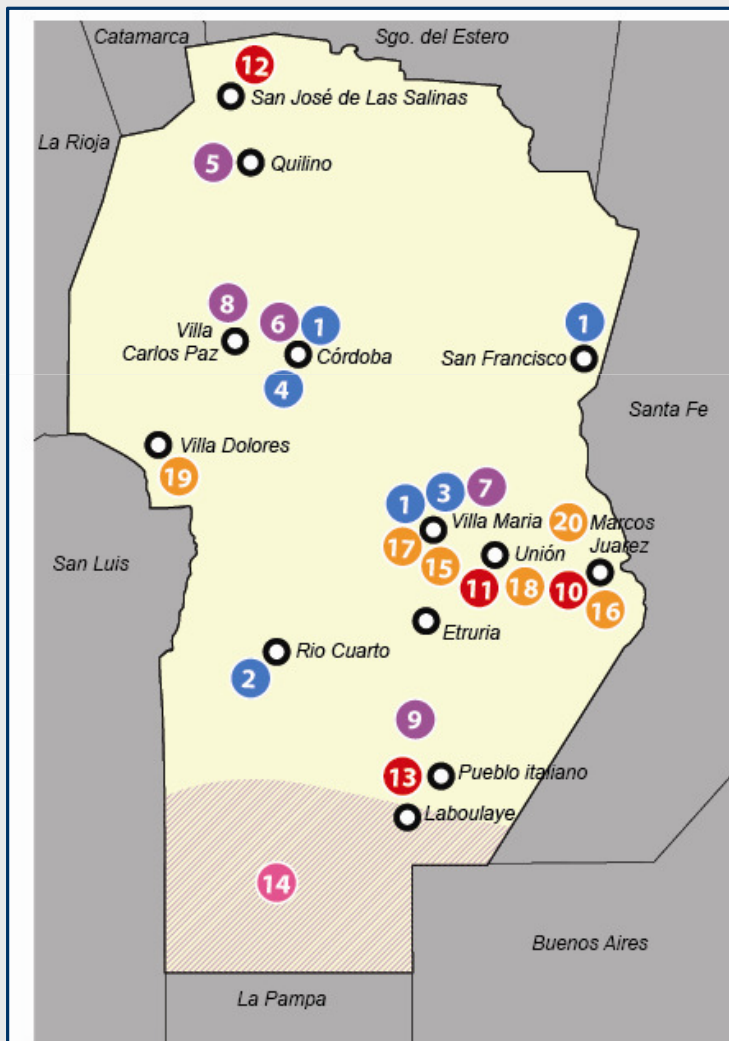 Catamarca
Sgo. del Estero
12
San José de Las Salinas
La Rioja
5
Quilino
8
6
1
1
Villa
Carlos Paz
Córdoba
San Francisco
4
Santa Fe
Villa Dolores
19
1
3
7
Villa Maria
20
Marcos
Juarez
17
15
Unión
San Luis
11
18
10
16
Etruria
Rio Cuarto
2
9
13
Pueblo italiano
Laboulaye
14
Buenos Aires
La Pampa